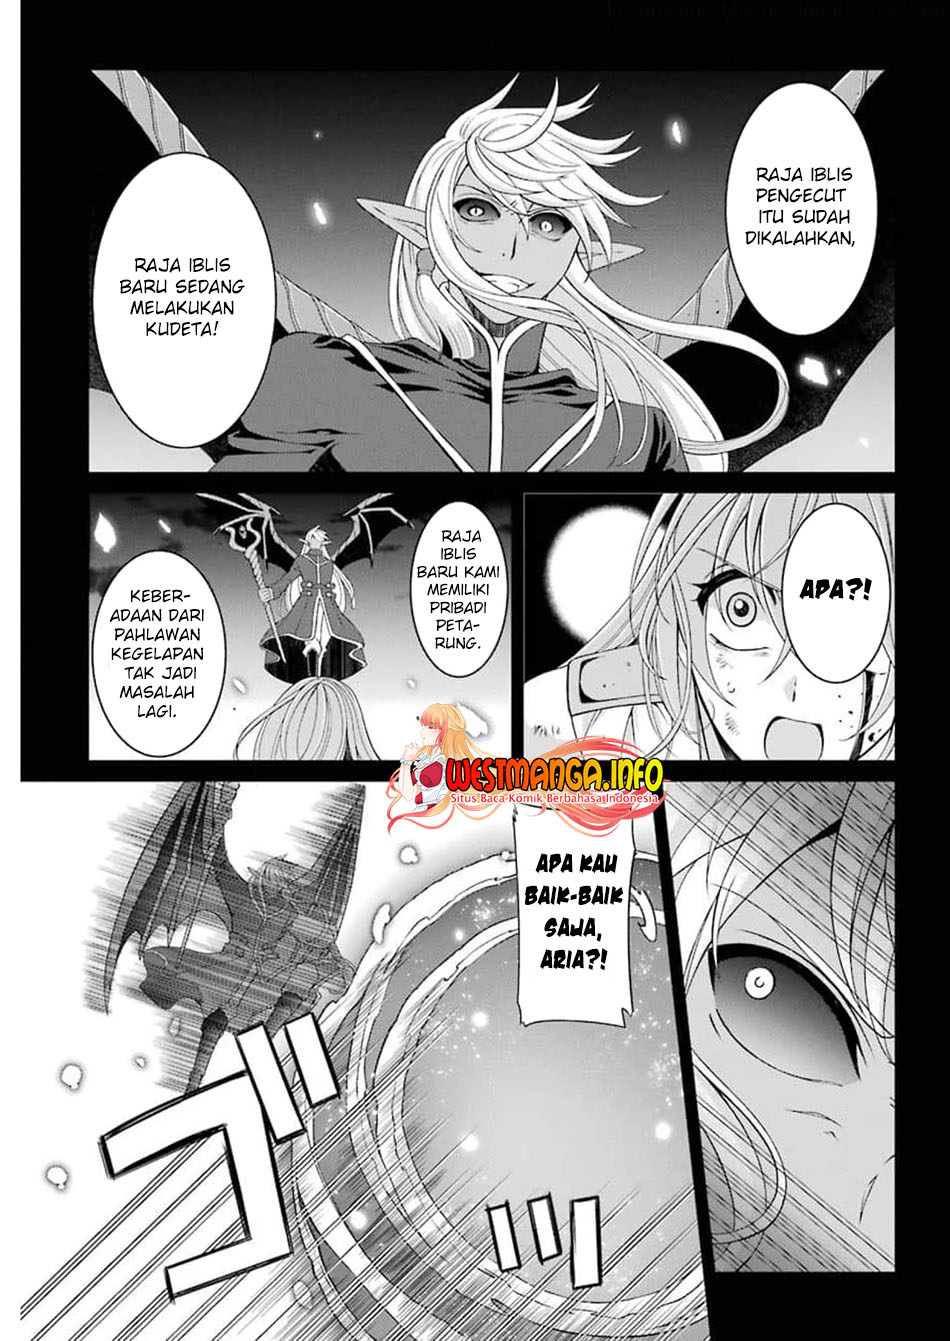 RAJA IBLIS
PENGECUT
ITU SUDAH
DIKALAHKAN,
RAJA IBLIS
BARU SEDANG
MELAKUKAN
KUDETA!
APA?!
RAJA
IBLIS
BARU KAMI
MEMILIKI
PRIBADI
PETA-
RUNG.
KEBER-
ADAAN DARI
PAHLAWAN
KEGELAPAN
TAK JADI
MASALAH
LAGI.
WESTMANGA.INFO
Situs Baca Komik Berbahasa Indonesia
APA KAU
BAIK-BAIK
SAJA,
ARIA?!
ゴゴッ